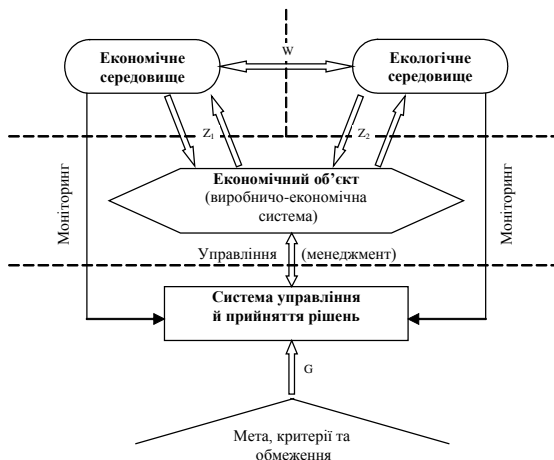 Економічне
середовище
W
Екологічне
середовище
Z₁
Z₂
Економічний об’єкт
(виробничо-економічна
система)
Моніторинг
Моніторинг
Управління (менеджмент)
Система управління
й прийняття рішень
G
Мета, критерії та
обмеження